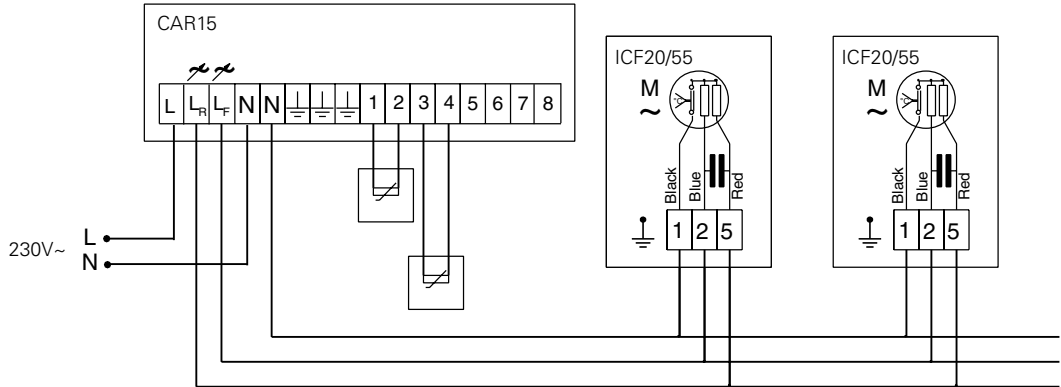 CAR15
L LR LF N N 1 2 3 4 5 6 7 8
230V~
L
N
ICF20/55
M
~
Black
Blue
Red
1 2 5
ICF20/55
M
~
Black
Blue
Red
1 2 5